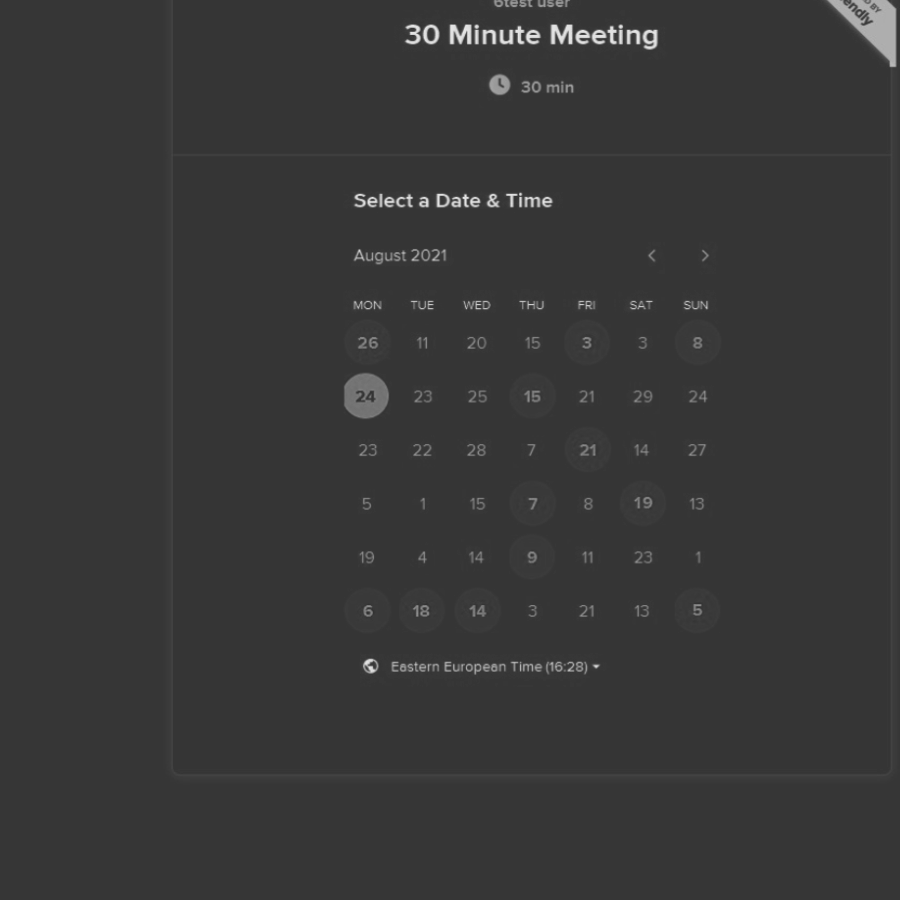 6test user
30 Minute Meeting
30 min
endly
Select a Date & Time
August 2021
MON TUE WED THU FRI SAT SUN
26 11 20 15 3 3 8
24 23 25 15 21 29 24
23 22 28 7 21 14 27
5 1 15 7 8 19 13
19 4 14 9 11 23 1
6 18 14 3 21 13 5
Eastern European Time (16:28)